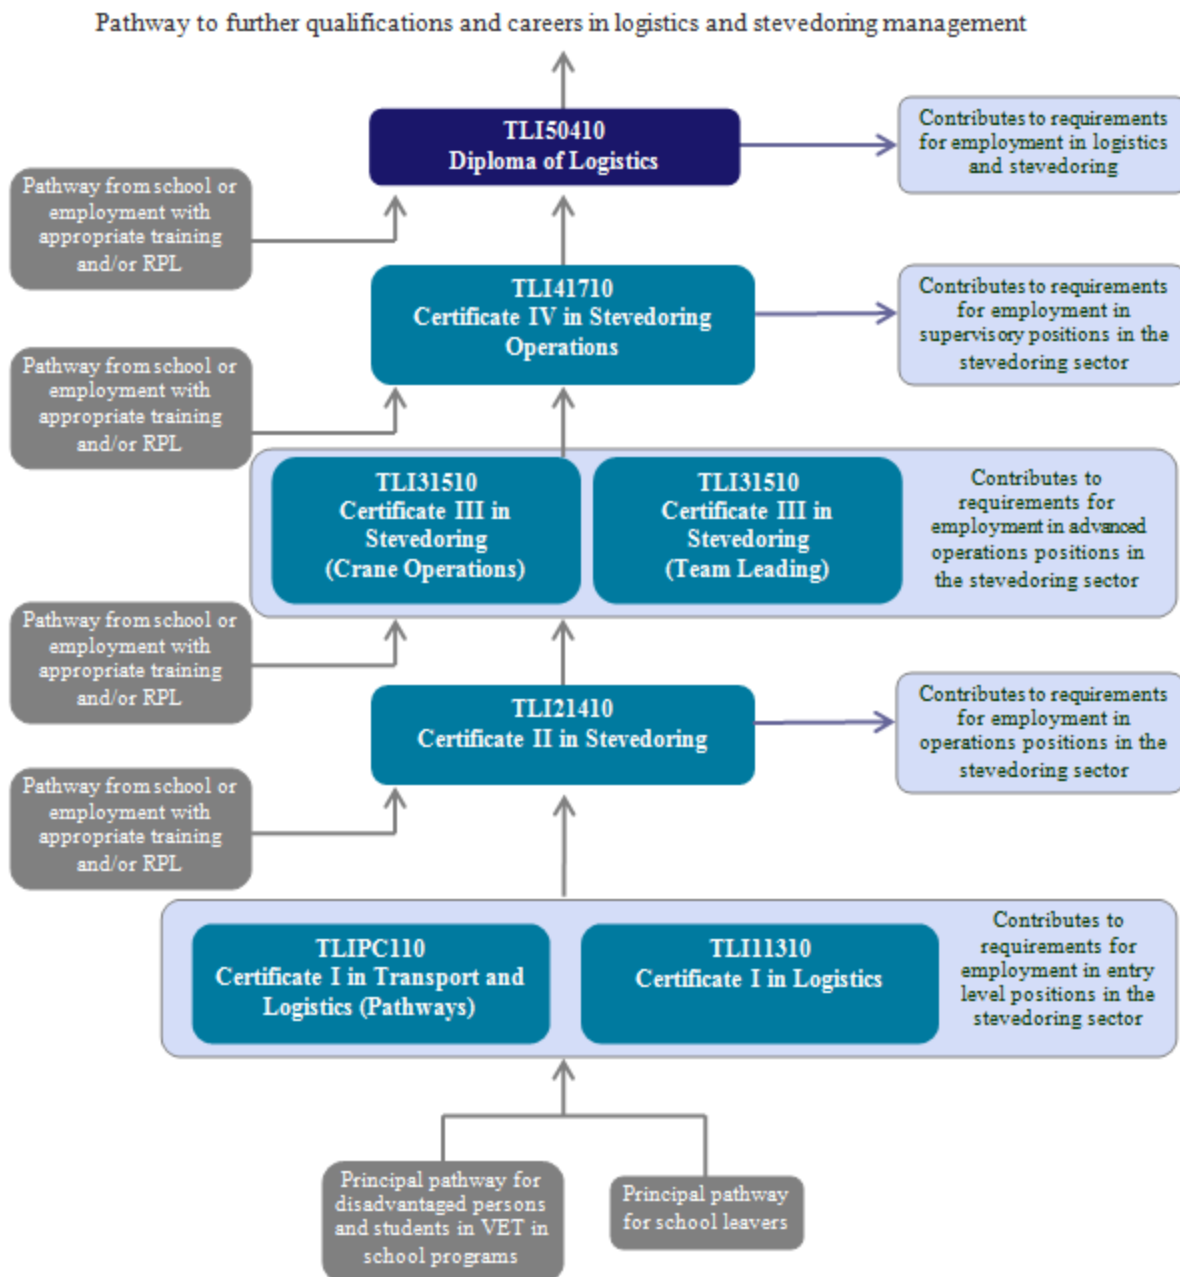 Pathway to further qualifications and careers in logistics and stevedoring management
TLI50410
Diploma of Logistics
Contributes to requirements
for employment in logistics
and stevedoring
Pathway from school or
employment with
appropriate training
and/or RPL
TLI41710
Certificate IV in Stevedoring
Operations
Contributes to requirements
for employment in
supervisory positions in the
stevedoring sector
Pathway from school or
employment with
appropriate training
and/or RPL
TLI31510
Certificate III in
Stevedoring
(Crane Operations)
TLI31510
Certificate III in
Stevedoring
(Team Leading)
Contributes to
requirements for
employment in advanced
operations positions in
the stevedoring sector
Pathway from school or
employment with
appropriate training
and/or RPL
TLI21410
Certificate II in Stevedoring
Contributes to requirements
for employment in
operations positions in the
stevedoring sector
Pathway from school or
employment with
appropriate training
and/or RPL
TLIPC110
Certificate I in Transport and
Logistics (Pathways)
TLI11310
Certificate I in Logistics
Contributes to
requirements for
employment in entry
level positions in the
stevedoring sector
Principal pathway for
disadvantaged persons
and students in VET in
school programs
Principal pathway
for school leavers